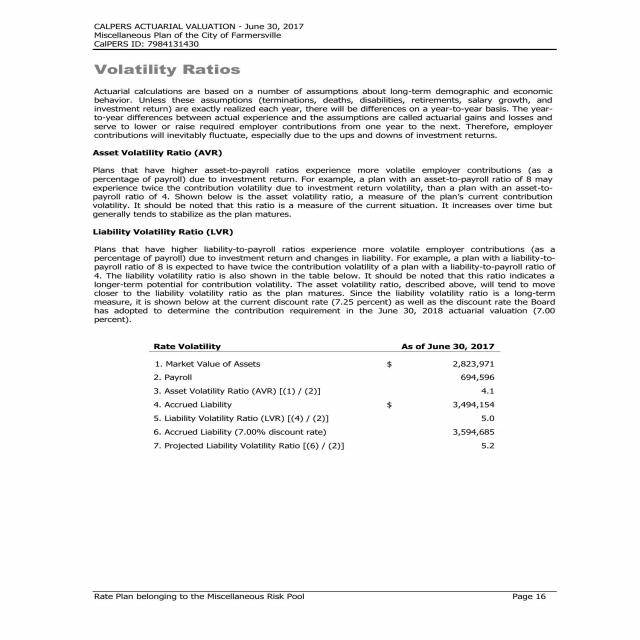 CALPERS ACTUARIAL VALUATION - June 30, 2017
Miscellaneous Plan of the City of Farmersville
CalPERS ID: 7984131430
Volatility Ratios
Actuarial calculations are based on a number of assumptions about long-term demographic and economic
behavior. Unless these assumptions (terminations, deaths, disabilities, retirements, salary growth, and
investment return) are exactly realized each year, there will be differences on a year-to-year basis. The year-
to-year differences between actual experience and the assumptions are called actuarial gains and losses and
serve to lower or raise required employer contributions from one year to the next. Therefore, employer
contributions will inevitably fluctuate, especially due to the ups and downs of investment returns.
Asset Volatility Ratio (AVR)
Plans that have higher asset-to-payroll ratios experience more volatile employer contributions (as a
percentage of payroll) due to investment return. For example, a plan with an asset-to-payroll ratio of 8 may
experience twice the contribution volatility due to investment return volatility, than a plan with an asset-to-
payroll ratio of 4. Shown below is the asset volatility ratio, a measure of the plan's current contribution
volatility. It should be noted that this ratio is a measure of the current situation. It increases over time but
generally tends to stabilize as the plan matures.
Liability Volatility Ratio (LVR)
Plans that have higher liability-to-payroll ratios experience more volatile employer contributions (as a
percentage of payroll) due to investment return and changes in liability. For example, a plan with a liability-to-
payroll ratio of 8 is expected to have twice the contribution volatility of a plan with a liability-to-payroll ratio of
4. The liability volatility ratio is also shown in the table below. It should be noted that this ratio indicates a
longer-term potential for contribution volatility. The asset volatility ratio, described above, will tend to move
closer to the liability volatility ratio as the plan matures. Since the liability volatility ratio is a long-term
measure, it is shown below at the current discount rate (7.25 percent) as well as the discount rate the Board
has adopted to determine the contribution requirement in the June 30, 2018 actuarial valuation (7.00
percent).
Rate Volatility As of June 30, 2017
1. Market Value of Assets $ 2,823,971
2. Payroll 694,596
3. Asset Volatility Ratio (AVR) [(1) / (2)] 4.1
4. Accrued Liability $ 3,494,154
5. Liability Volatility Ratio (LVR) [(4) / (2)] 5.0
6. Accrued Liability (7.00% discount rate) 3,594,685
7. Projected Liability Volatility Ratio [(6) / (2)] 5.2
Rate Plan belonging to the Miscellaneous Risk Pool Page 16